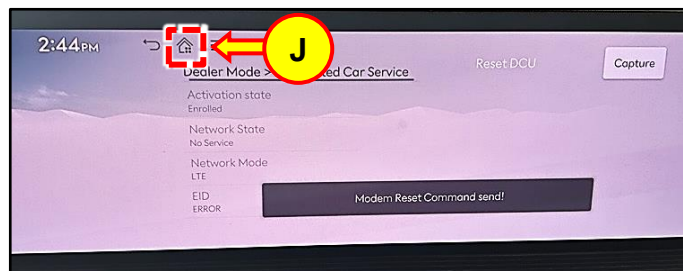 2:44PM
J
Dealer Mode > ted Car Service
Reset DCU
Capture
Activation state
Enrolled
Network State
No Service
Network Mode
LTE
EID
ERROR
Modem Reset Command send!